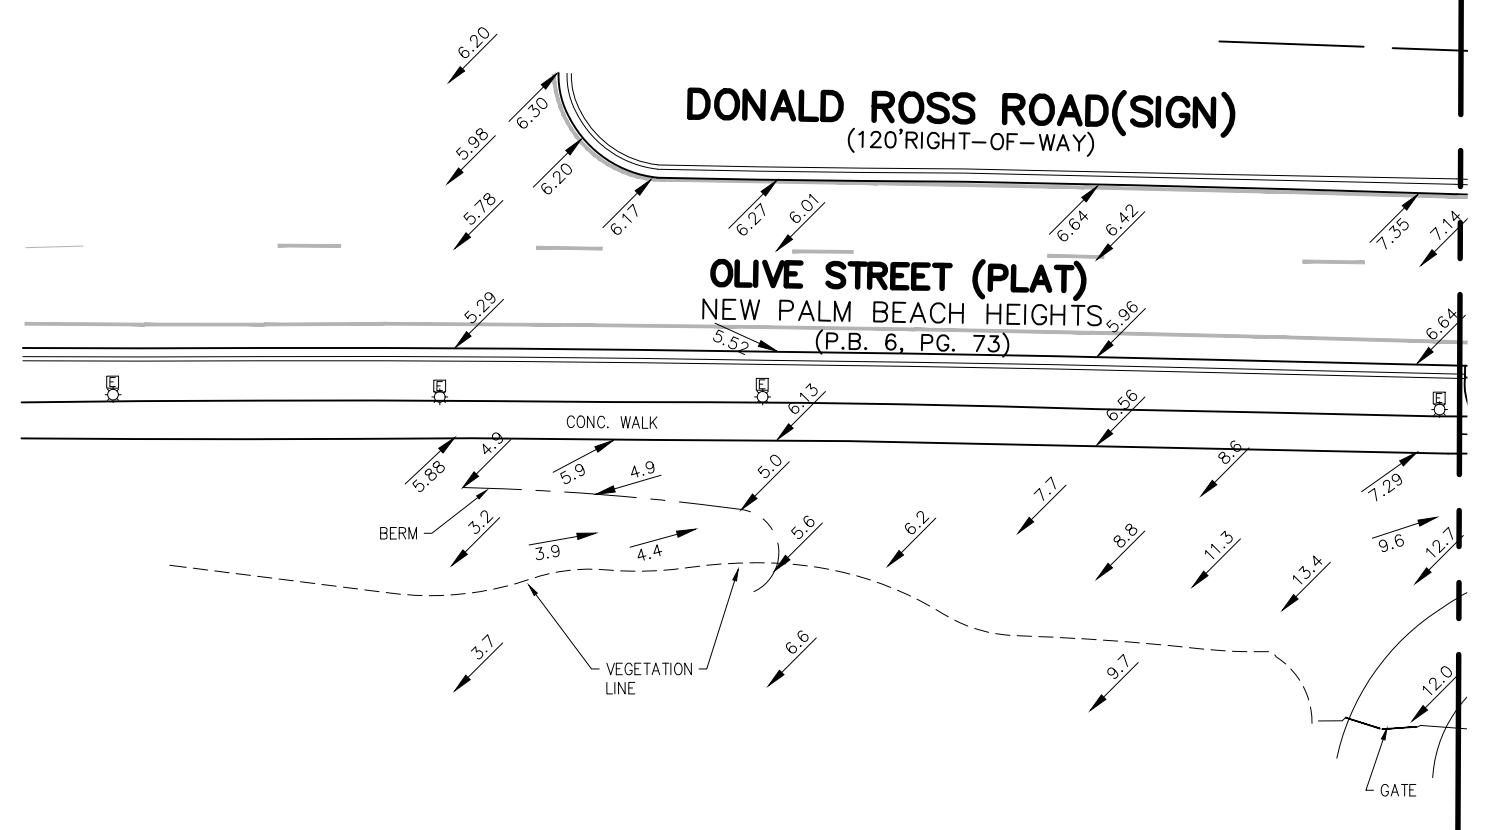 6.20
6.30
DONALD ROSS ROAD(SIGN)
(120'RIGHT-OF-WAY)
5.98
6.20
5.78
6.17
6.27
6.01
6.64
6.42
7.35
7.14
OLIVE STREET (PLAT)
NEW PALM BEACH HEIGHTS
(P.B. 6, PG. 73)
5.29
5.52
5.96
6.64
E
E
E
E
CONC. WALK
6.13
6.56
5.88
4.9
5.9
4.9
5.0
8.6
7.29
7.7
BERM
3.2
3.9
4.4
5.6
6.2
8.8
11.3
13.4
9.6
12.7
3.7
VEGETATION
LINE
6.6
9.7
12.0
GATE